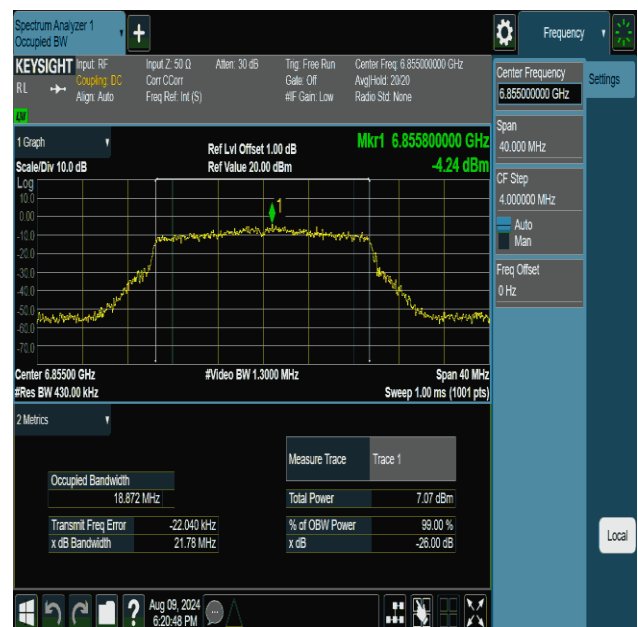 Spectrum Analyzer 1
Occupied BW
Frequency
KEYSIGHT
RL
Input: RF
Coupling: DC
Align: Auto
Input Z: 50 Ω
Corr CCorr
Freq Ref: Int (S)
Atten: 30 dB
Trig: Free Run
Gate: Off
#IF Gain: Low
Center Freq: 6.855000000 GHz
Avg|Hold: 20/20
Radio Std: None
LXI
Center Frequency
6.855000000 GHz
Settings
Span
40.000 MHz
CF Step
4.000000 MHz
Auto
Man
Freq Offset
0 Hz
Local
1 Graph
Scale/Div 10.0 dB
Ref Lvl Offset 1.00 dB
Ref Value 20.00 dBm
Mkr1 6.855800000 GHz
-4.24 dBm
Log
10.0
0.00
-10.0
-20.0
-30.0
-40.0
-50.0
-60.0
-70.0
1
Center 6.85500 GHz
#Video BW 1.3000 MHz
Span 40 MHz
#Res BW 430.00 kHz
Sweep 1.00 ms (1001 pts)
2 Metrics
Measure Trace
Trace 1
Occupied Bandwidth
18.872 MHz
Total Power
7.07 dBm
Transmit Freq Error
-22.040 kHz
% of OBW Power
99.00 %
x dB Bandwidth
21.78 MHz
x dB
-26.00 dB
?
Aug 09, 2024
6:20:48 PM